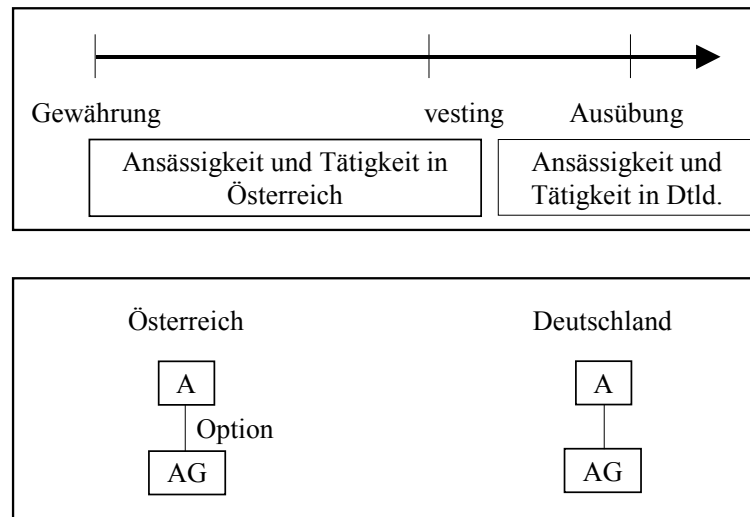 Gewährung vesting Ausübung
Ansässigkeit und Tätigkeit in
Österreich
Ansässigkeit und
Tätigkeit in Dtld.
Österreich Deutschland
A A
Option
AG AG